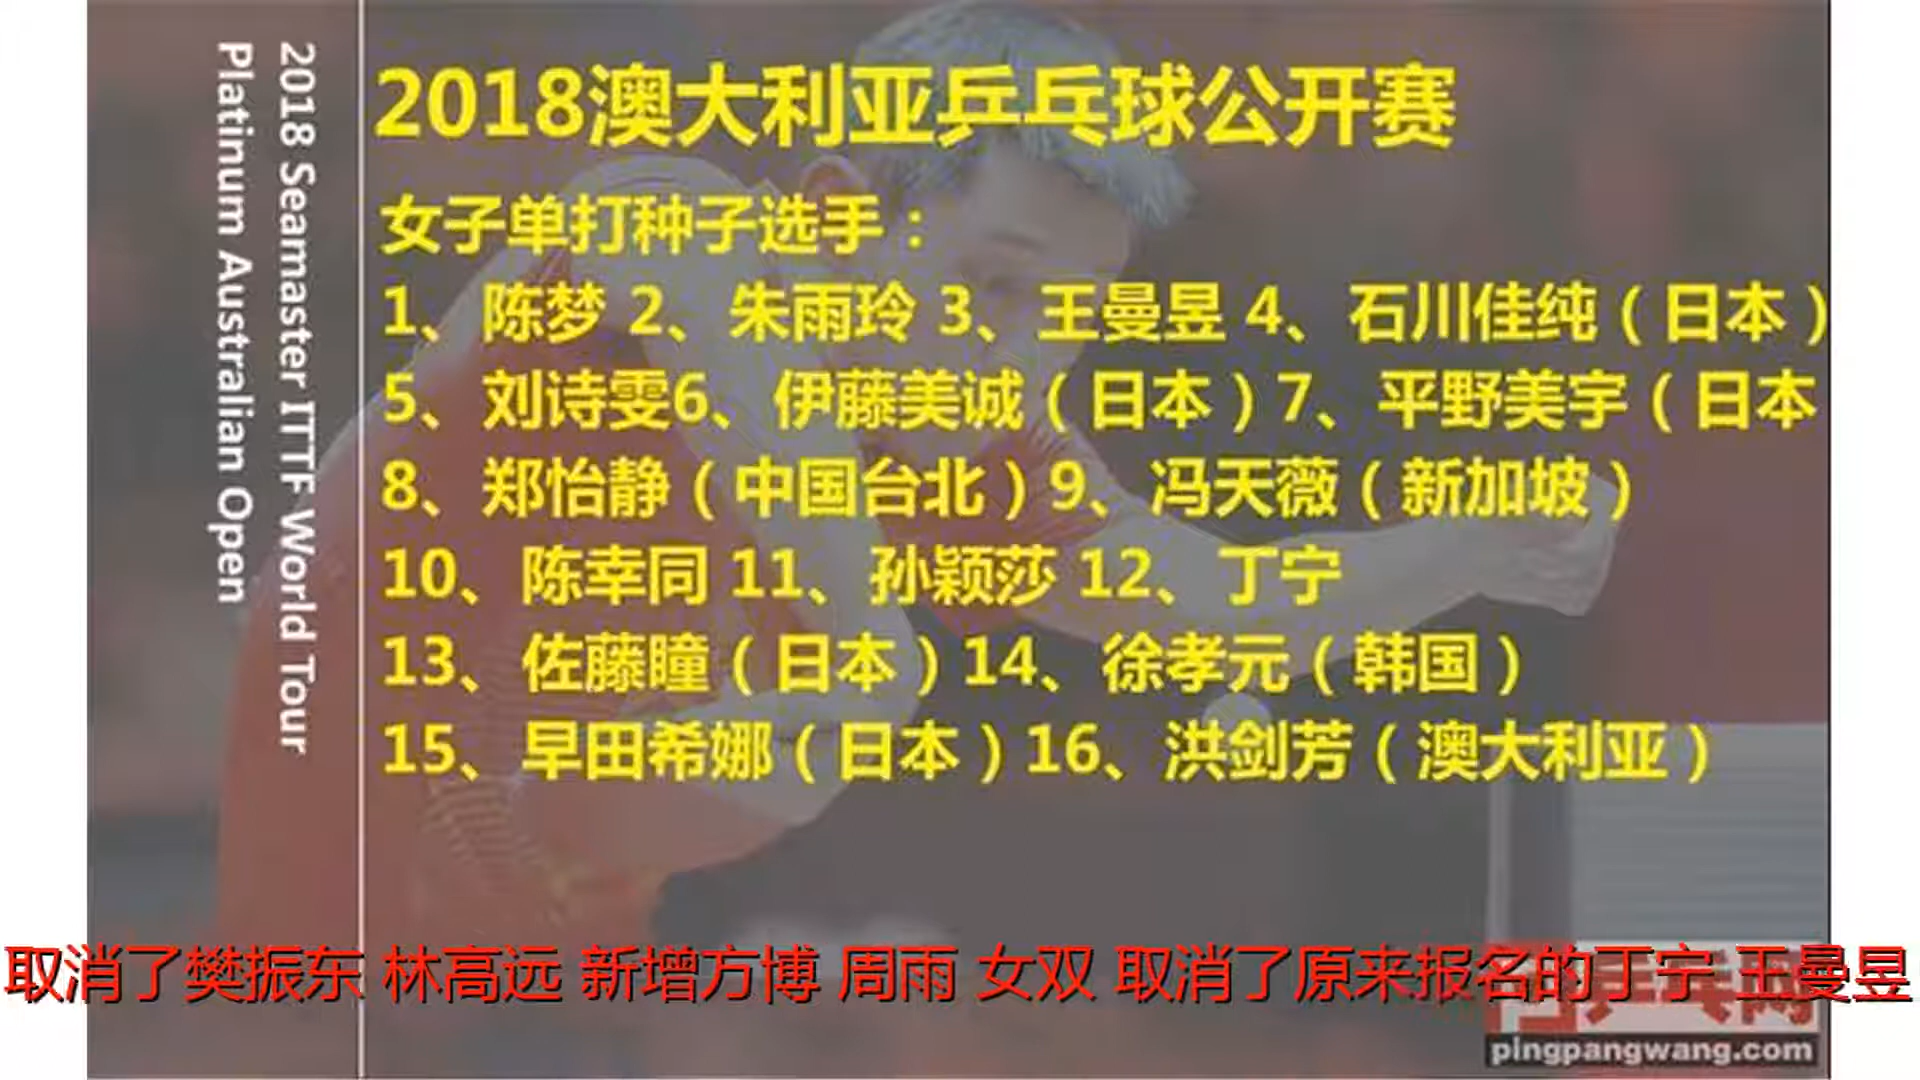 2018 Seamaster ITTF World Tour
Platinum Australian Open
2018澳大利亚乒乓球公开赛
女子单打种子选手：
1、陈梦 2、朱雨玲 3、王曼昱 4、石川佳纯（日本）
5、刘诗雯6、伊藤美诚（日本）7、平野美宇（日本
8、郑怡静（中国台北）9、冯天薇（新加坡）
10、陈幸同 11、孙颖莎 12、丁宁
13、佐藤瞳（日本）14、徐孝元（韩国）
15、早田希娜（日本）16、洪剑芳（澳大利亚）
取消了樊振东 林高远 新增方博 周雨 女双 取消了原来报名的丁宁 王曼昱
pingpangwang.com